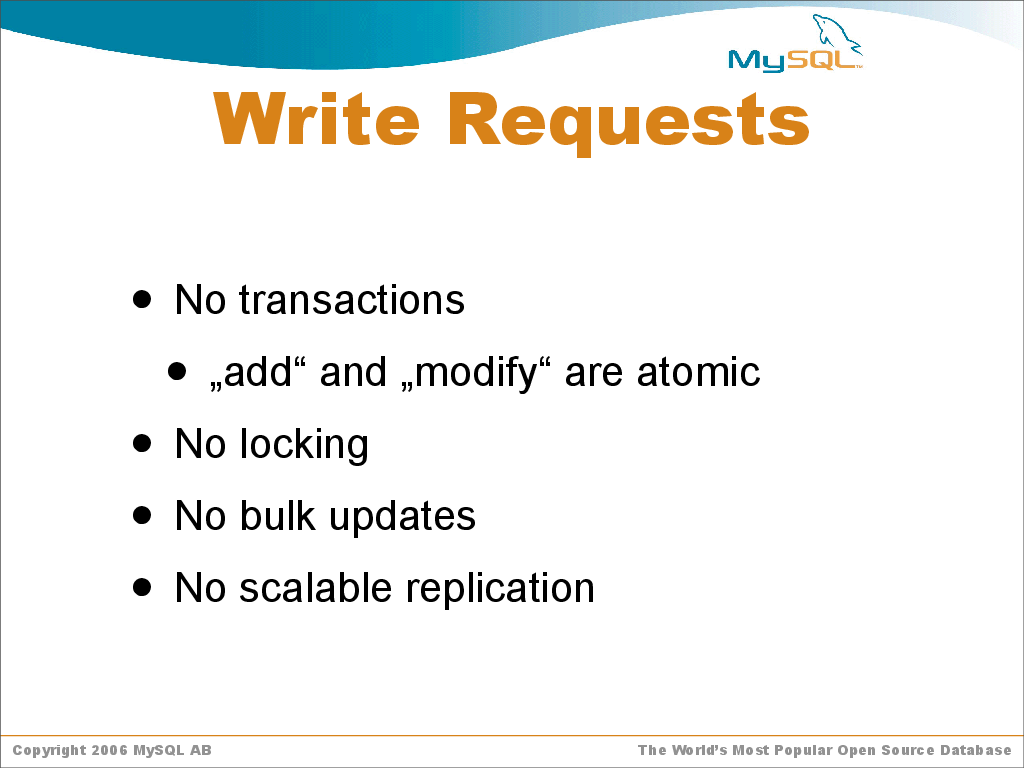 MySQL™
Write Requests
• No transactions
• „add“ and „modify“ are atomic
• No locking
• No bulk updates
• No scalable replication
Copyright 2006 MySQL AB
The World’s Most Popular Open Source Database